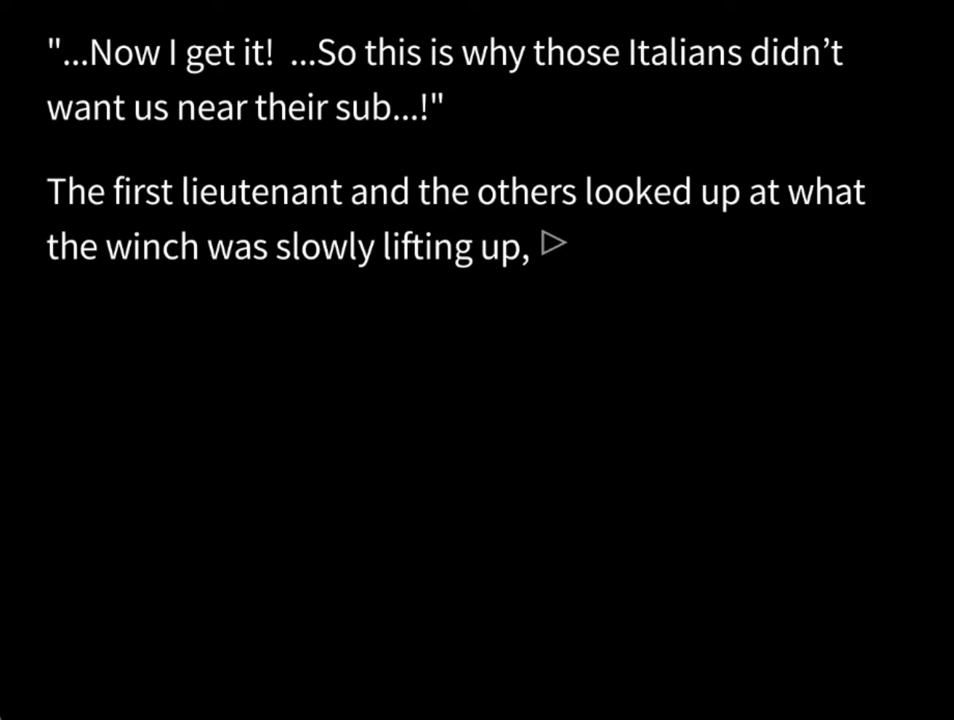 "...Now I get it!  ...So this is why those Italians didn’t
want us near their sub...!"
The first lieutenant and the others looked up at what
the winch was slowly lifting up,